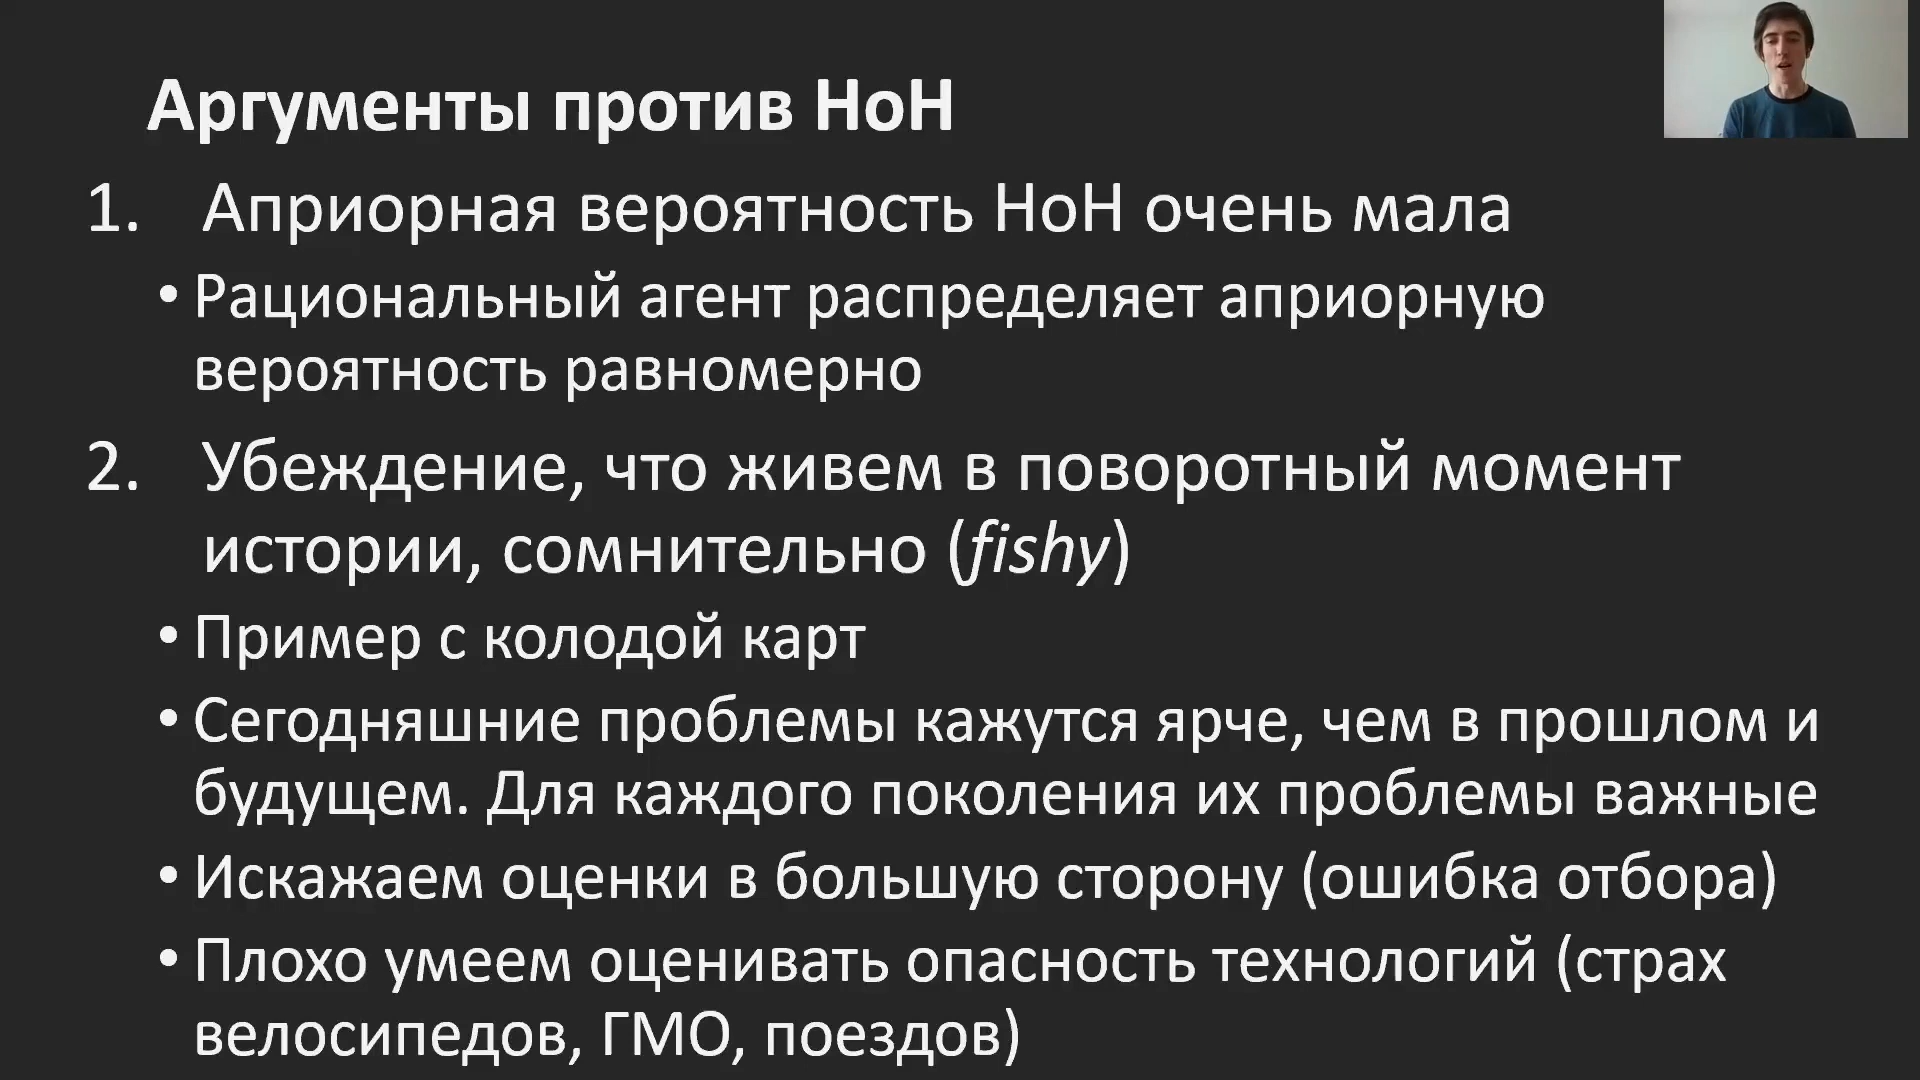 Аргументы против HoH
1. Априорная вероятность HoH очень мала
• Рациональный агент распределяет априорную
вероятность равномерно
2. Убеждение, что живем в поворотный момент
истории, сомнительно (fishy)
• Пример с колодой карт
• Сегодняшние проблемы кажутся ярче, чем в прошлом и
будущем. Для каждого поколения их проблемы важные
• Искажаем оценки в большую сторону (ошибка отбора)
• Плохо умеем оценивать опасность технологий (страх
велосипедов, ГМО, поездов)